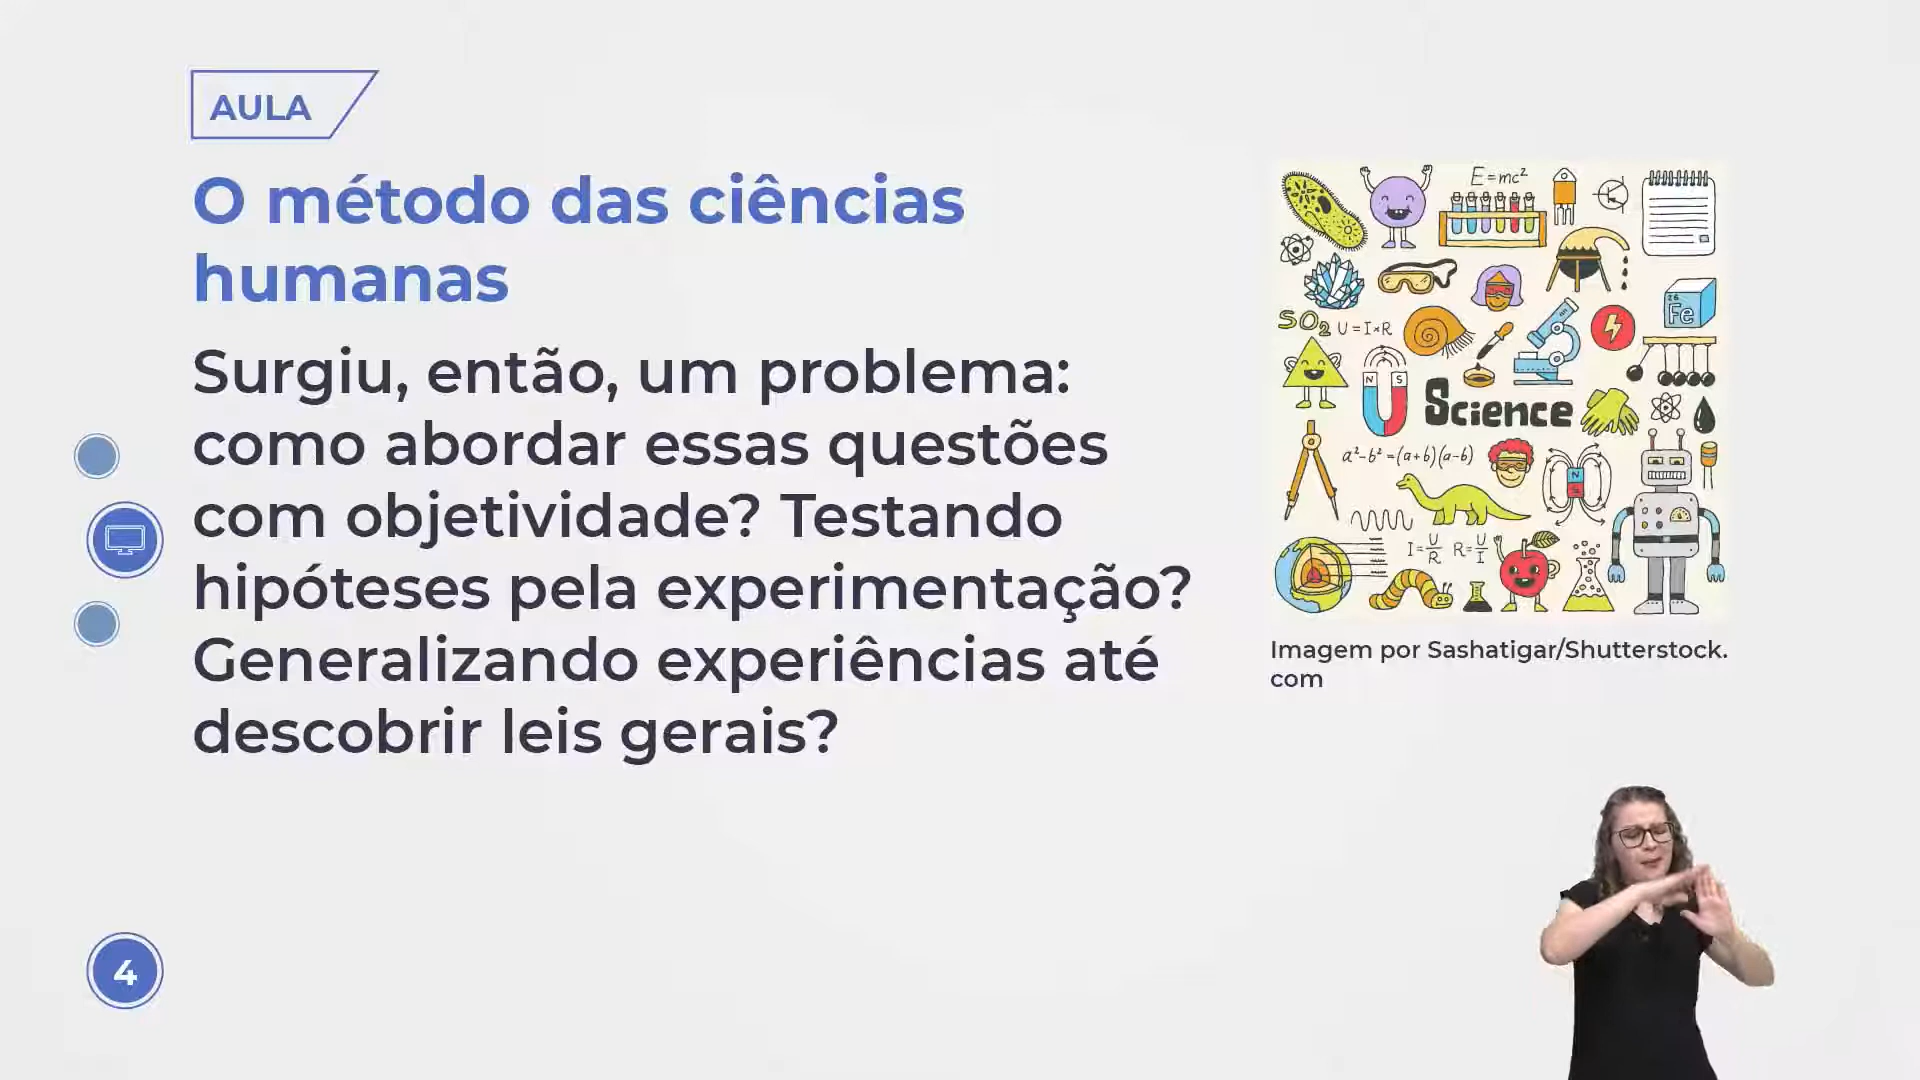 AULA
O método das ciências
humanas
Surgiu, então, um problema:
como abordar essas questões
com objetividade? Testando
hipóteses pela experimentação?
Generalizando experiências até
descobrir leis gerais?
E=mc²
26
Fe
SO₂
U=I×R
N S
Science
a²-b²=(a+b)(a-b)
N
S
I=U/R R=U/I
Imagem por Sashatigar/Shutterstock.
com
4